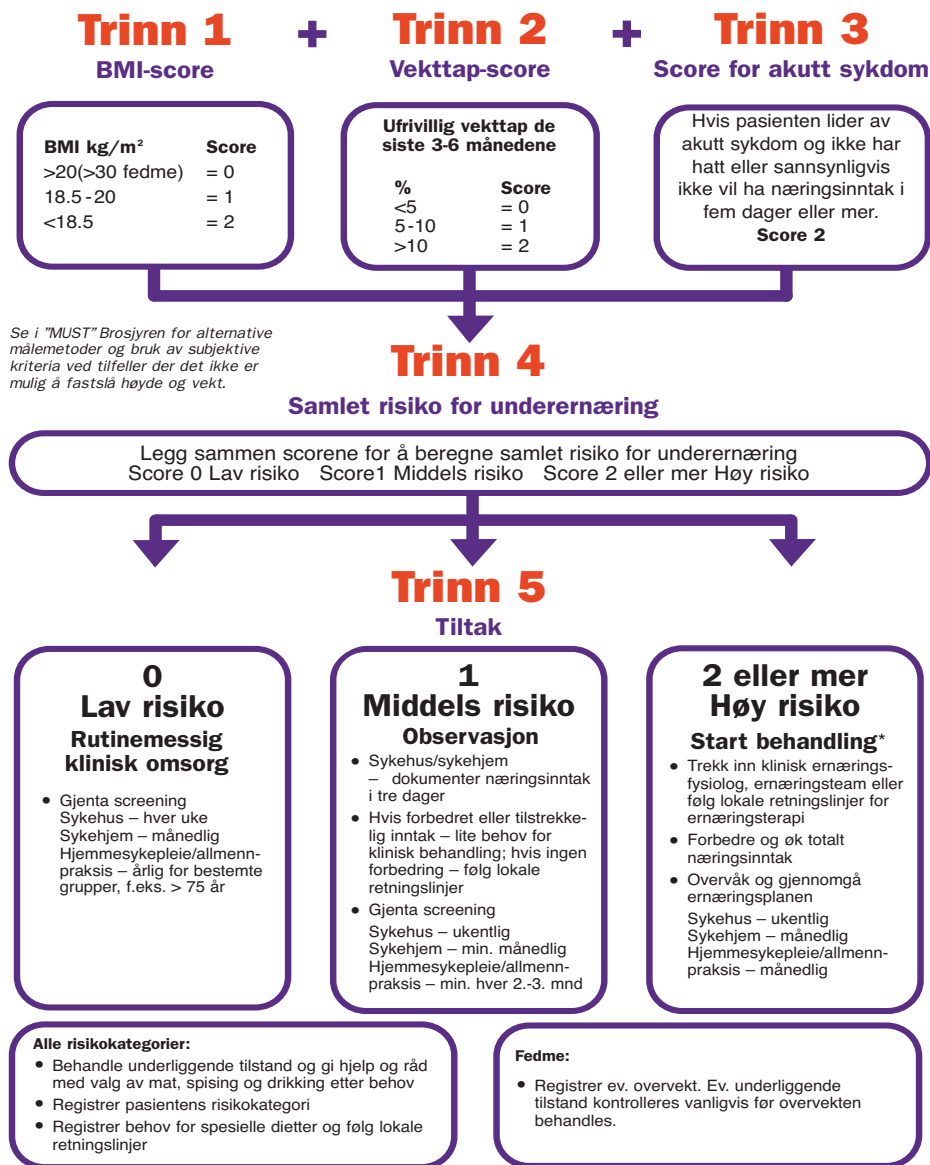 Trinn 1 + Trinn 2 + Trinn 3
BMI-score
Vekttap-score
Score for akutt sykdom
BMI kg/m² Score
>20(>30 fedme) = 0
18.5-20 = 1
<18.5 = 2
Ufrivillig vekttap de
siste 3-6 månedene
% Score
<5 = 0
5-10 = 1
>10 = 2
Hvis pasienten lider av
akutt sykdom og ikke har
hatt eller sannsynligvis
ikke vil ha næringsinntak i
fem dager eller mer.
Score 2
Se i ”MUST” Brosjyren for alternative
målemetoder og bruk av subjektive
kriteria ved tilfeller der det ikke er
mulig å fastslå høyde og vekt.
Trinn 4
Samlet risiko for underernæring
Legg sammen scorene for å beregne samlet risiko for underernæring
Score 0 Lav risiko Score1 Middels risiko Score 2 eller mer Høy risiko
Trinn 5
Tiltak
0
Lav risiko
Rutinemessig
klinisk omsorg
• Gjenta screening
Sykehus – hver uke
Sykehjem – månedlig
Hjemmesykepleie/allmenn-
praksis – årlig for bestemte
grupper, f.eks. > 75 år
1
Middels risiko
Observasjon
• Sykehus/sykehjem
– dokumenter næringsinntak
i tre dager
• Hvis forbedret eller tilstrekke-
lig inntak – lite behov for
klinisk behandling; hvis ingen
forbedring – følg lokale
retningslinjer
• Gjenta screening
Sykehus – ukentlig
Sykehjem – min. månedlig
Hjemmesykepleie/allmenn-
praksis – min. hver 2.-3. mnd
2 eller mer
Høy risiko
Start behandling*
• Trekk inn klinisk ernærings-
fysiolog, ernæringsteam eller
følg lokale retningslinjer for
ernæringsterapi
• Forbedre og øk totalt
næringsinntak
• Overvåk og gjennomgå
ernæringsplanen
Sykehus – ukentlig
Sykehjem – månedlig
Hjemmesykepleie/allmenn-
praksis – månedlig
Alle risikokategorier:
• Behandle underliggende tilstand og gi hjelp og råd
med valg av mat, spising og drikking etter behov
• Registrer pasientens risikokategori
• Registrer behov for spesielle dietter og følg lokale
retningslinjer
Fedme:
• Registrer ev. overvekt. Ev. underliggende
tilstand kontrolleres vanligvis før overvekten
behandles.